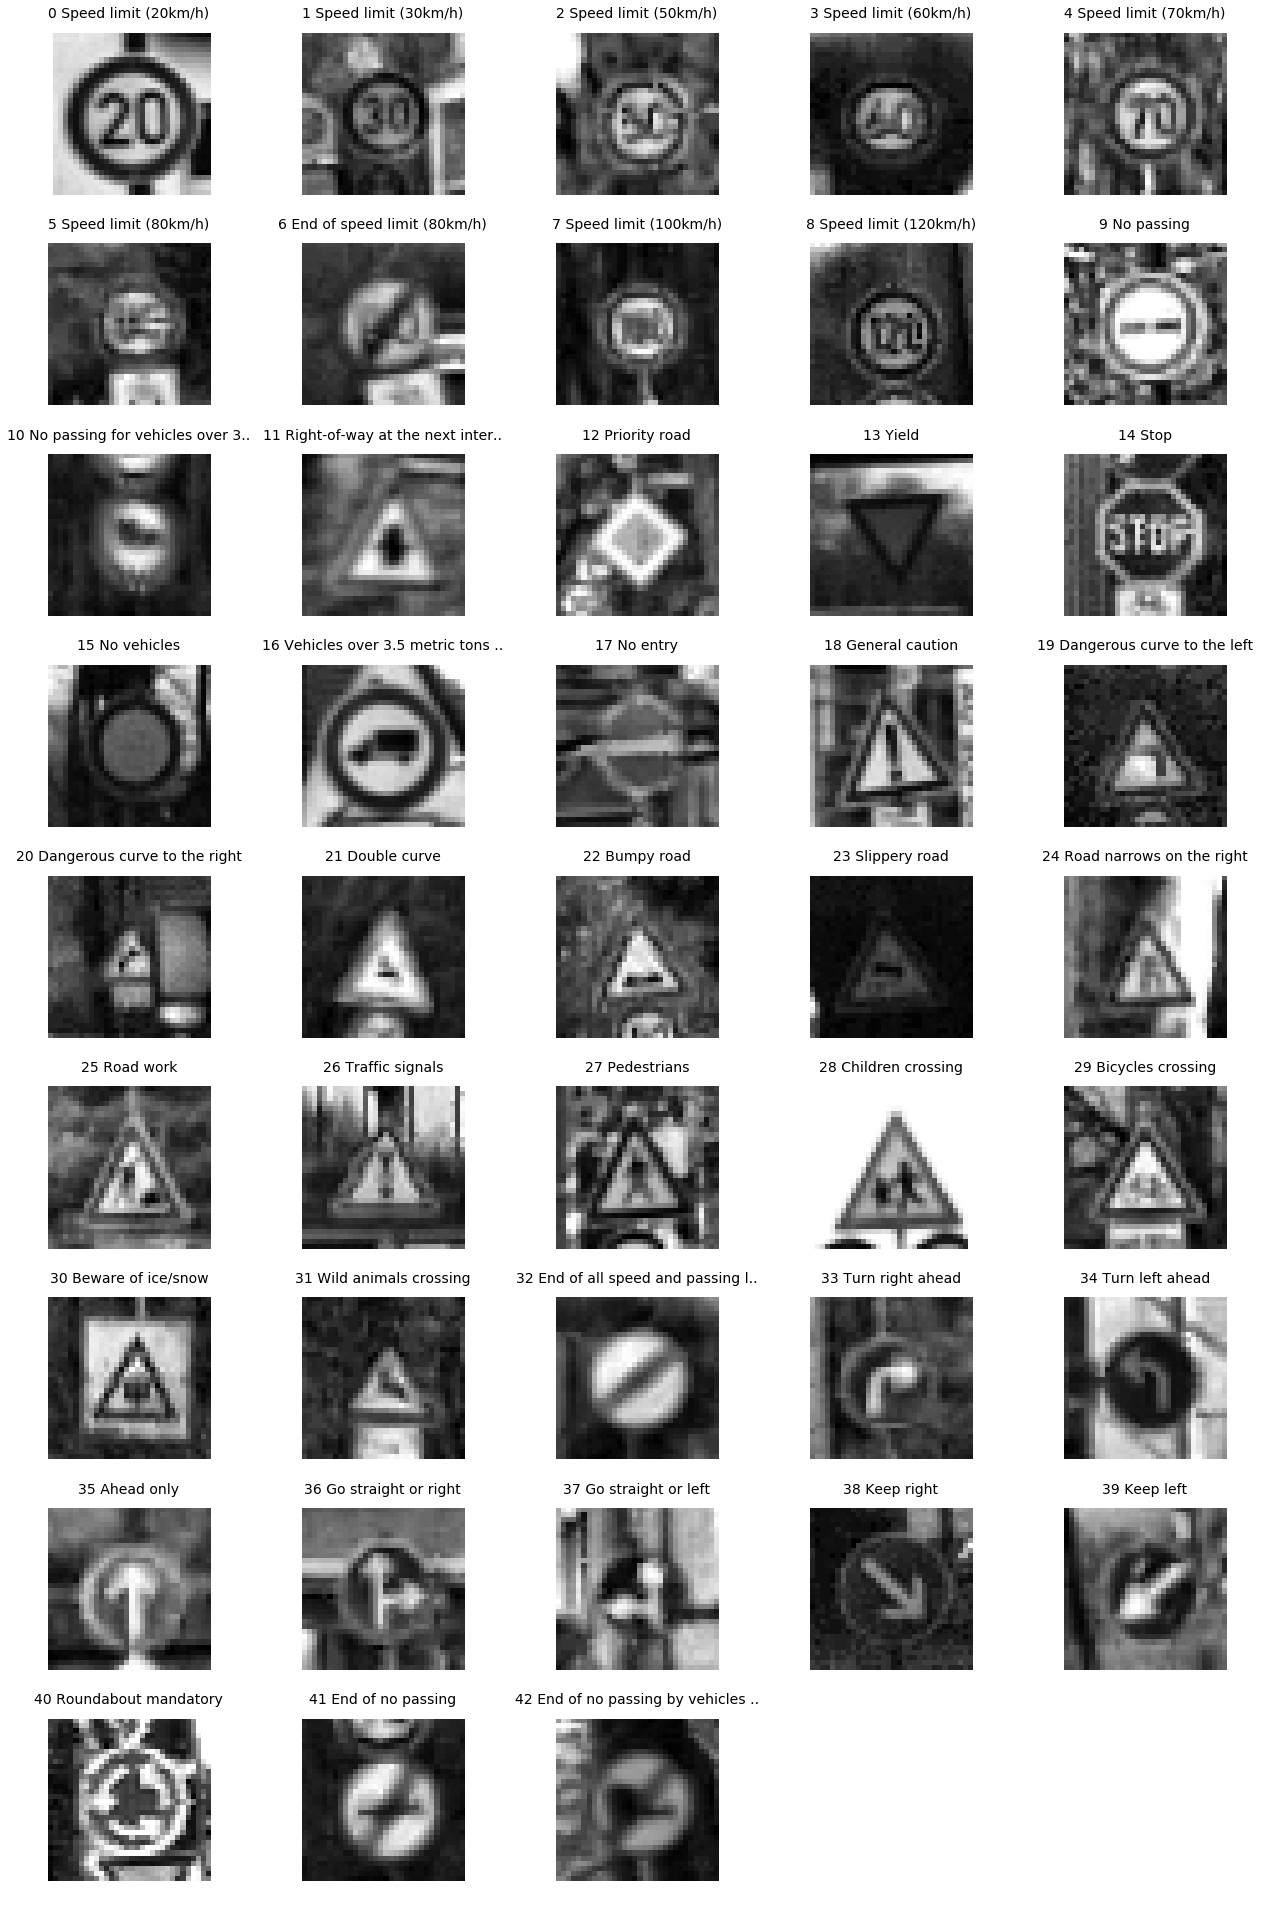 0 Speed limit (20km/h)
1 Speed limit (30km/h)
2 Speed limit (50km/h)
3 Speed limit (60km/h)
4 Speed limit (70km/h)
20
30
50
60
70
5 Speed limit (80km/h)
6 End of speed limit (80km/h)
7 Speed limit (100km/h)
8 Speed limit (120km/h)
9 No passing
10 No passing for vehicles over 3..
11 Right-of-way at the next inter..
12 Priority road
13 Yield
14 Stop
STOP
15 No vehicles
16 Vehicles over 3.5 metric tons ..
17 No entry
18 General caution
19 Dangerous curve to the left
20 Dangerous curve to the right
21 Double curve
22 Bumpy road
23 Slippery road
24 Road narrows on the right
25 Road work
26 Traffic signals
27 Pedestrians
28 Children crossing
29 Bicycles crossing
30 Beware of ice/snow
31 Wild animals crossing
32 End of all speed and passing l..
33 Turn right ahead
34 Turn left ahead
35 Ahead only
36 Go straight or right
37 Go straight or left
38 Keep right
39 Keep left
40 Roundabout mandatory
41 End of no passing
42 End of no passing by vehicles ..